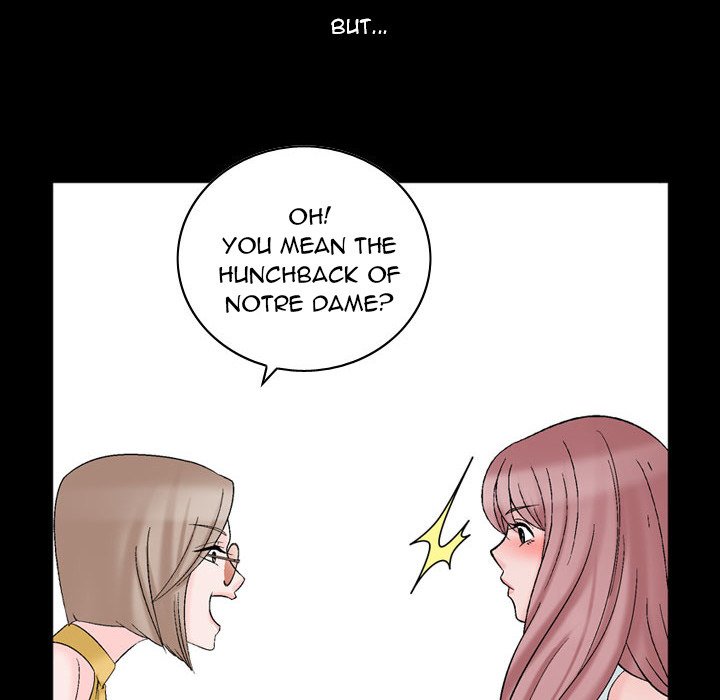 BUT...
OH!
YOU MEAN THE
HUNCHBACK OF
NOTRE DAME?